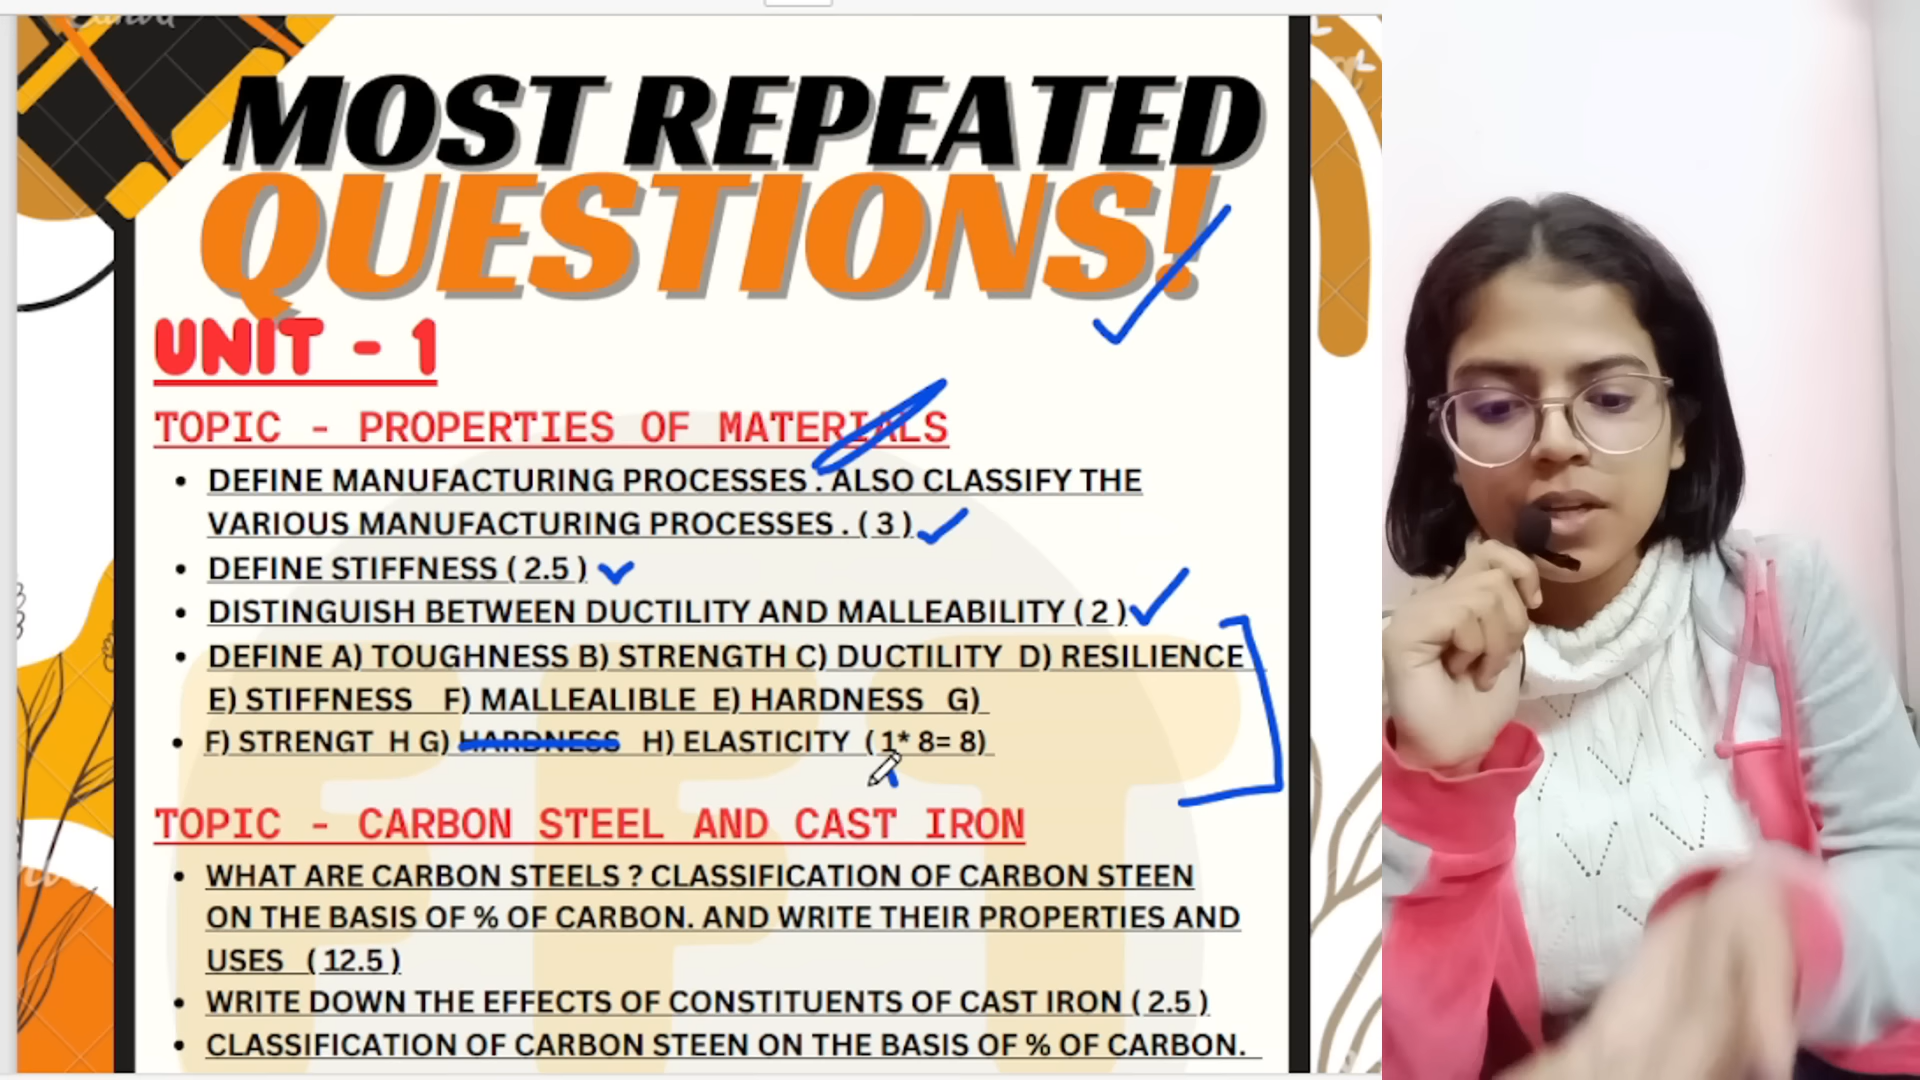 MOST REPEATED
QUESTIONS!
UNIT - 1
TOPIC - PROPERTIES OF MATERIALS
• DEFINE MANUFACTURING PROCESSES . ALSO CLASSIFY THE
VARIOUS MANUFACTURING PROCESSES . ( 3 )
• DEFINE STIFFNESS ( 2.5 )
• DISTINGUISH BETWEEN DUCTILITY AND MALLEABILITY ( 2 )
• DEFINE A) TOUGHNESS B) STRENGTH C) DUCTILITY D) RESILIENCE
E) STIFFNESS F) MALLEALIBLE E) HARDNESS G)
• F) STRENGT H G) HARDNESS H) ELASTICITY ( 1* 8= 8)
TOPIC - CARBON STEEL AND CAST IRON
• WHAT ARE CARBON STEELS ? CLASSIFICATION OF CARBON STEEN
ON THE BASIS OF % OF CARBON. AND WRITE THEIR PROPERTIES AND
USES ( 12.5 )
• WRITE DOWN THE EFFECTS OF CONSTITUENTS OF CAST IRON ( 2.5 )
• CLASSIFICATION OF CARBON STEEN ON THE BASIS OF % OF CARBON.